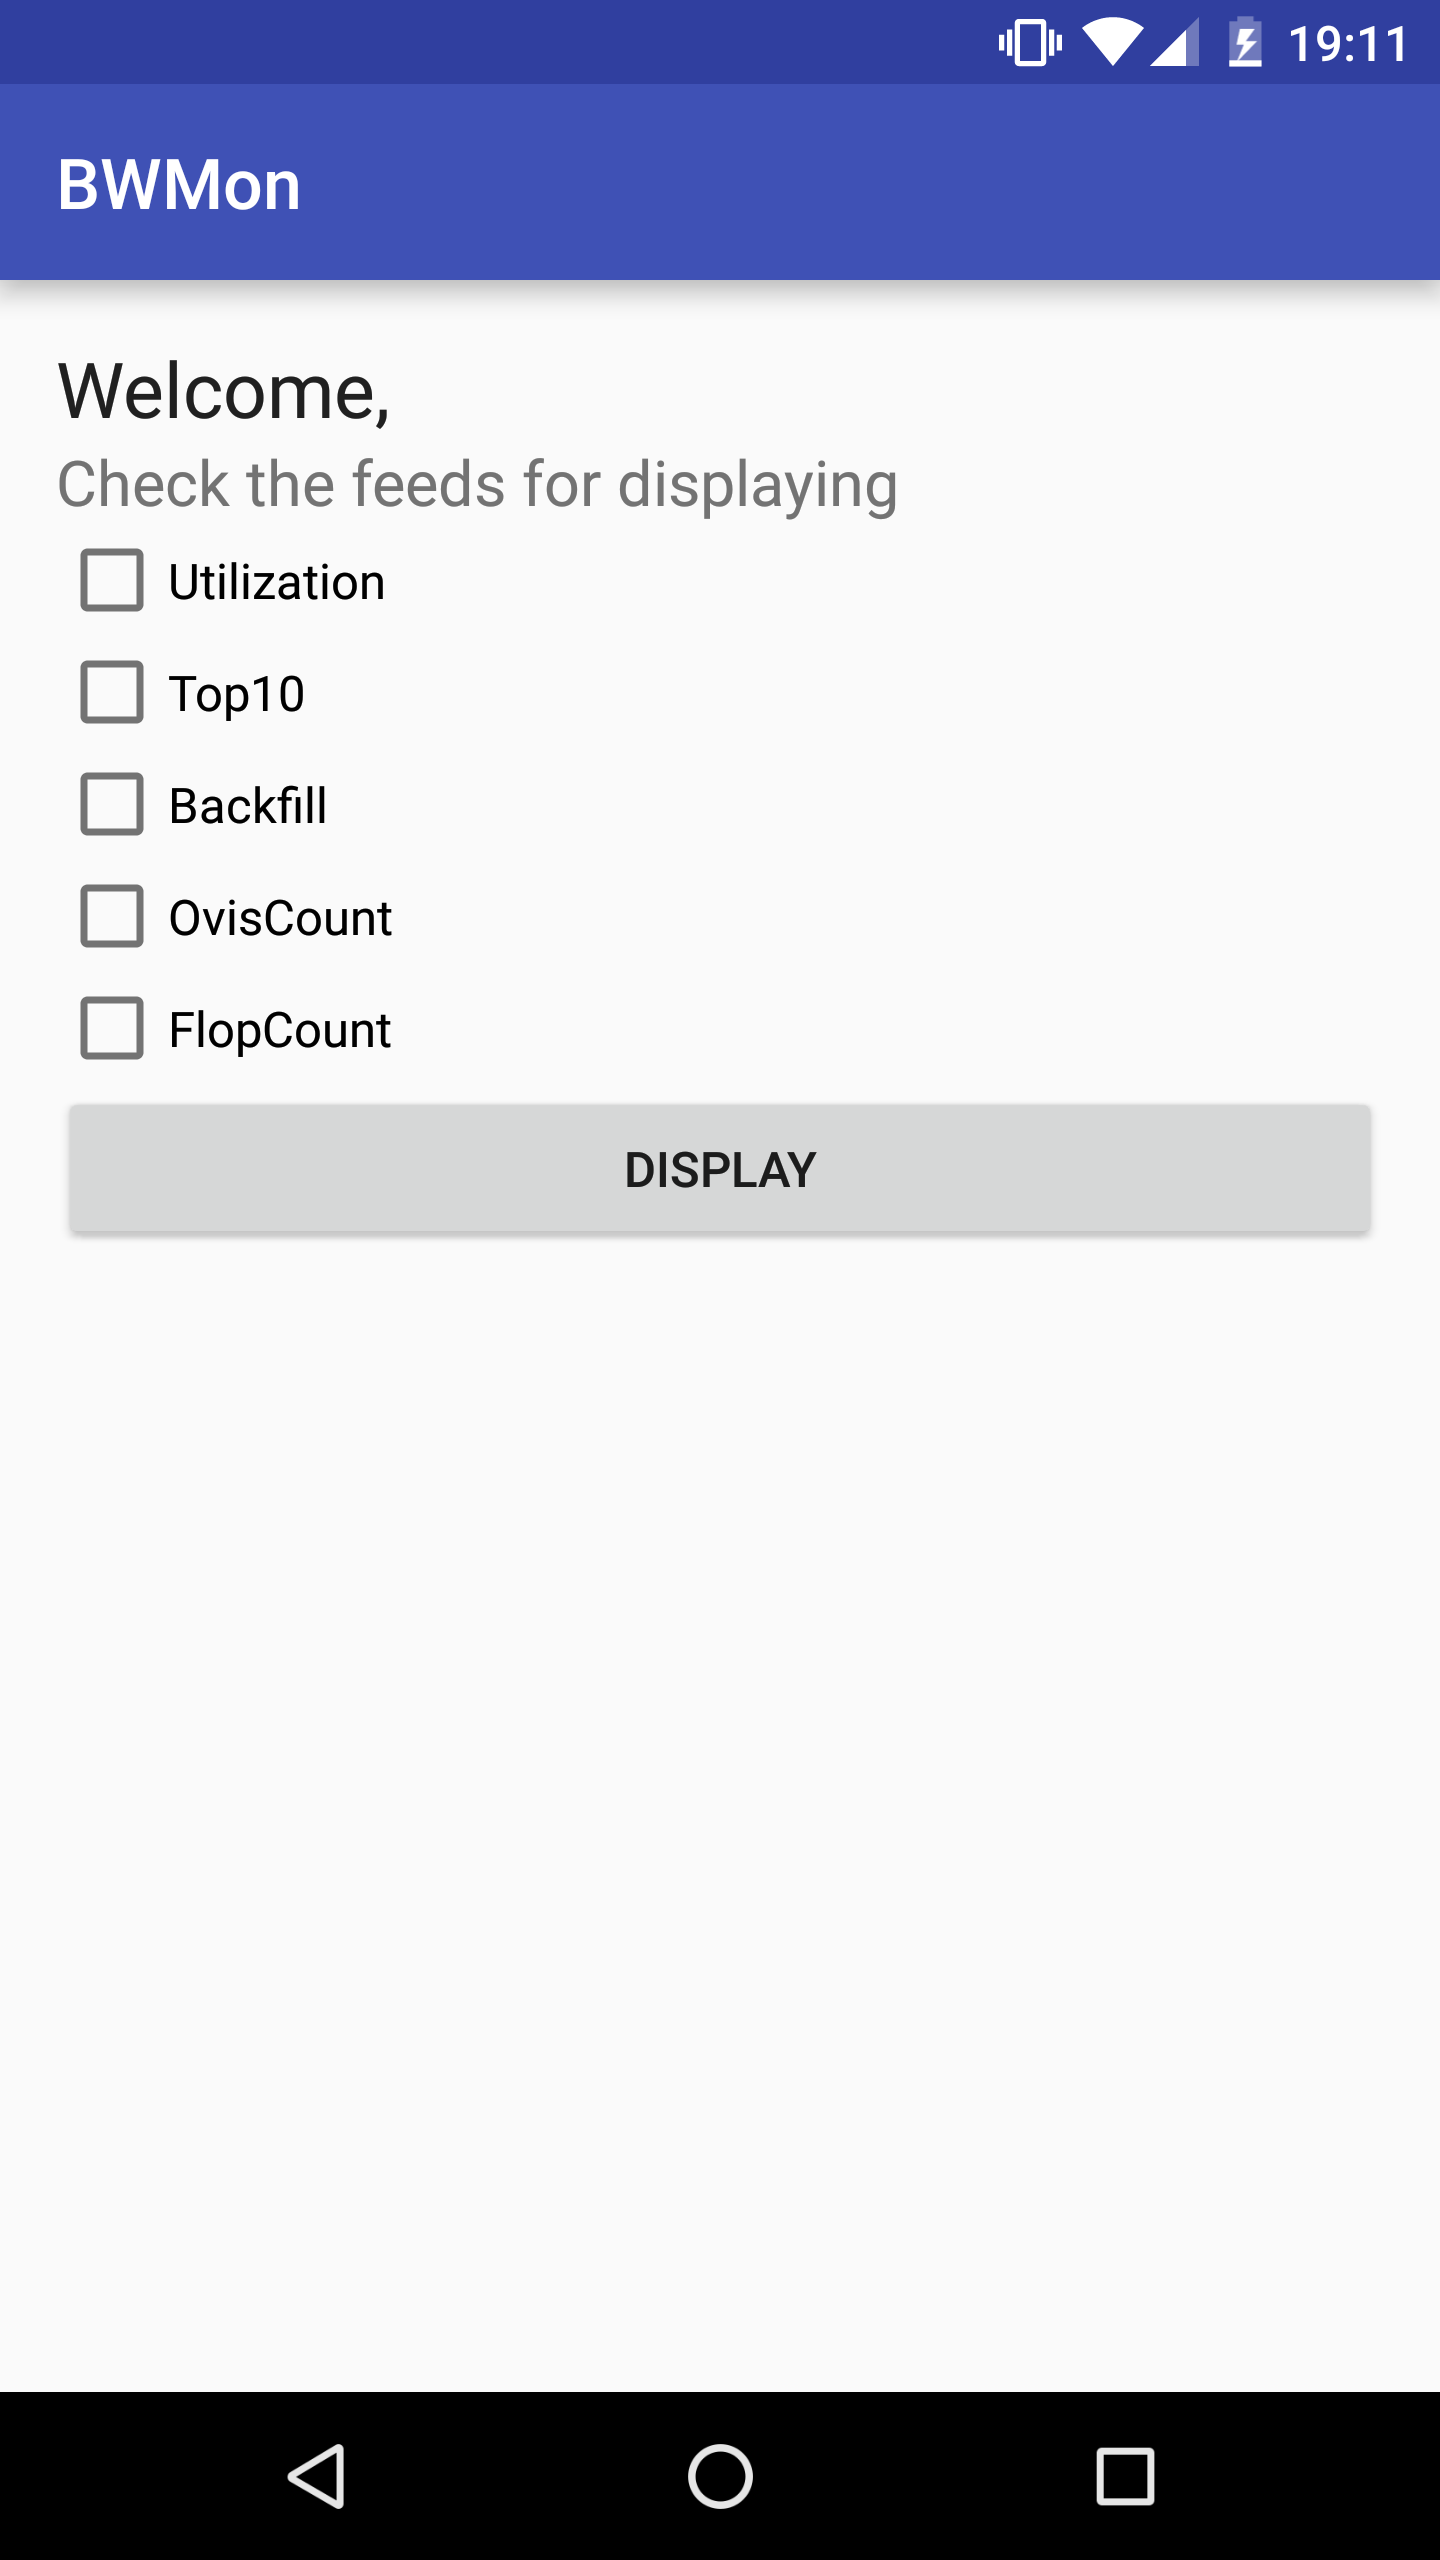 19:11
BWMon
Welcome,
Check the feeds for displaying
Utilization
Top10
Backfill
OvisCount
FlopCount
DISPLAY